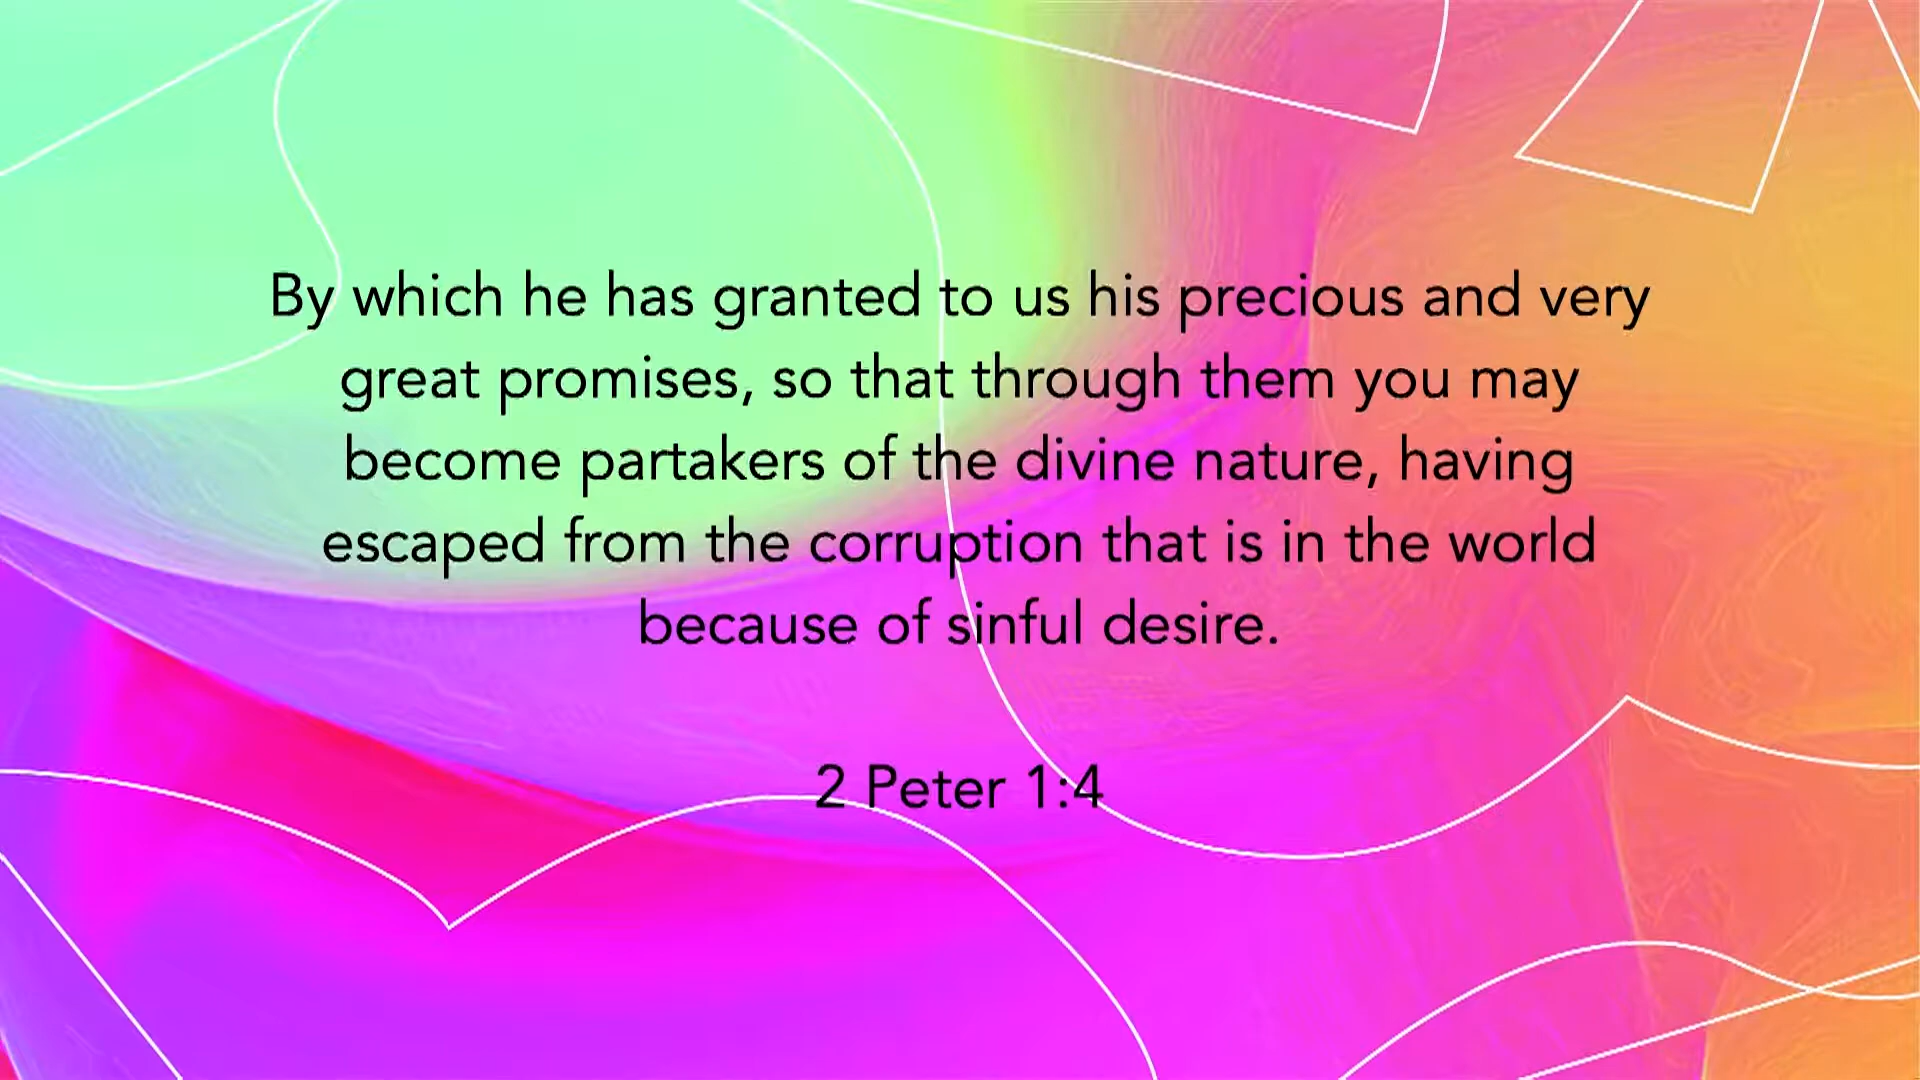 By which he has granted to us his precious and very
great promises, so that through them you may
become partakers of the divine nature, having
escaped from the corruption that is in the world
because of sinful desire.
2 Peter 1:4